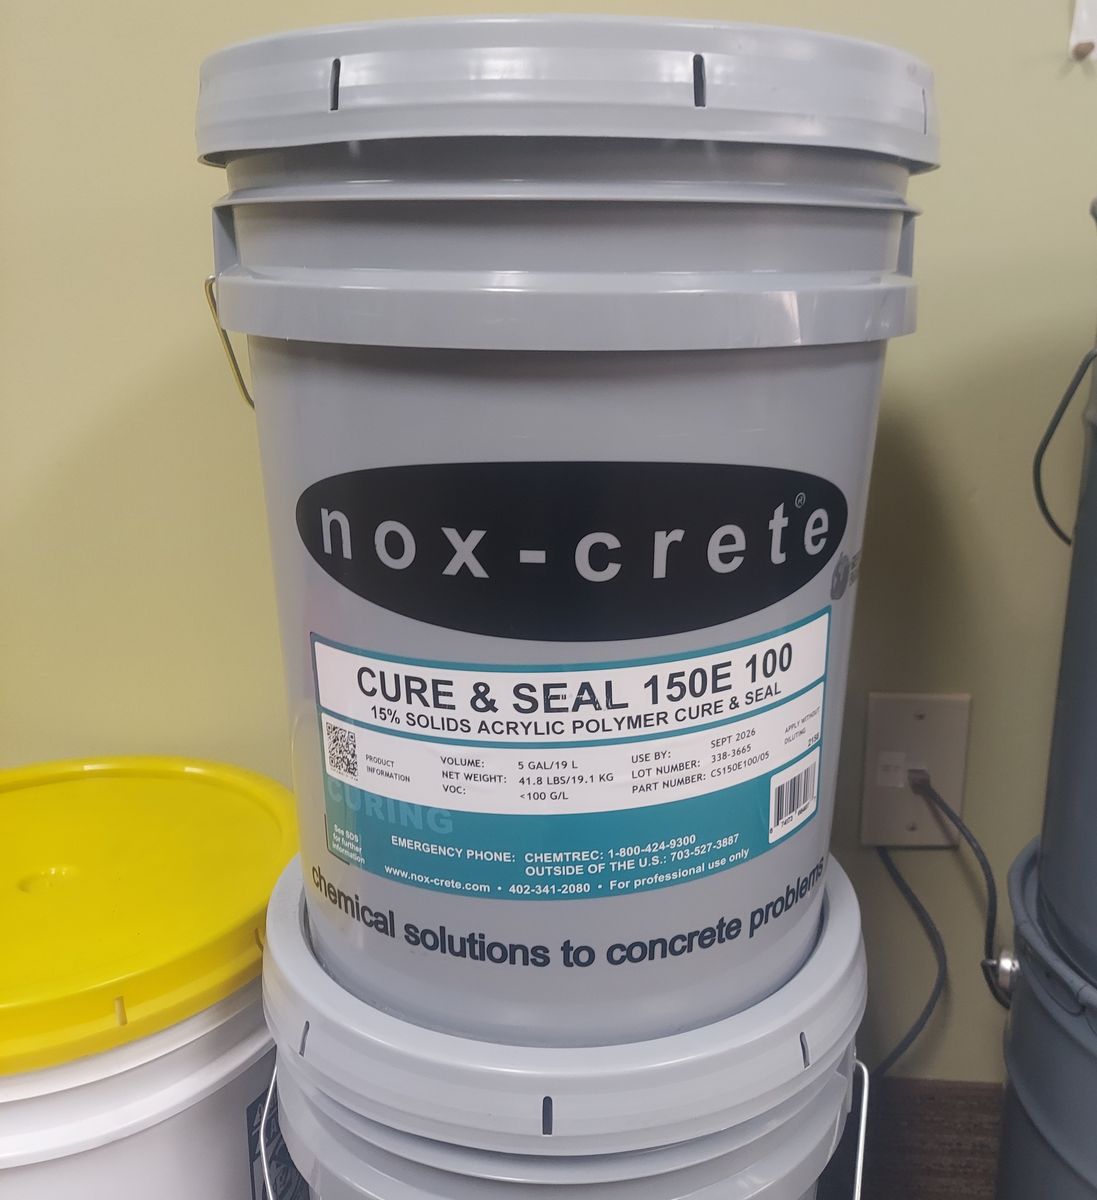 nox-crete®
CURE & SEAL 150E 100
15% SOLIDS ACRYLIC POLYMER CURE & SEAL
PRODUCT
INFORMATION
VOLUME: 5 GAL/19 L
NET WEIGHT: 41.8 LBS/19.1 KG
VOC: <100 G/L
USE BY: SEPT 2026
LOT NUMBER: 338-3665
PART NUMBER: CS150E100/05
APPLY WITHOUT
DILUTING
CURING
See SDS
for further
information
EMERGENCY PHONE: CHEMTREC: 1-800-424-9300
OUTSIDE OF THE U.S.: 703-527-3887
www.nox-crete.com • 402-341-2080 • For professional use only
chemical solutions to concrete problems